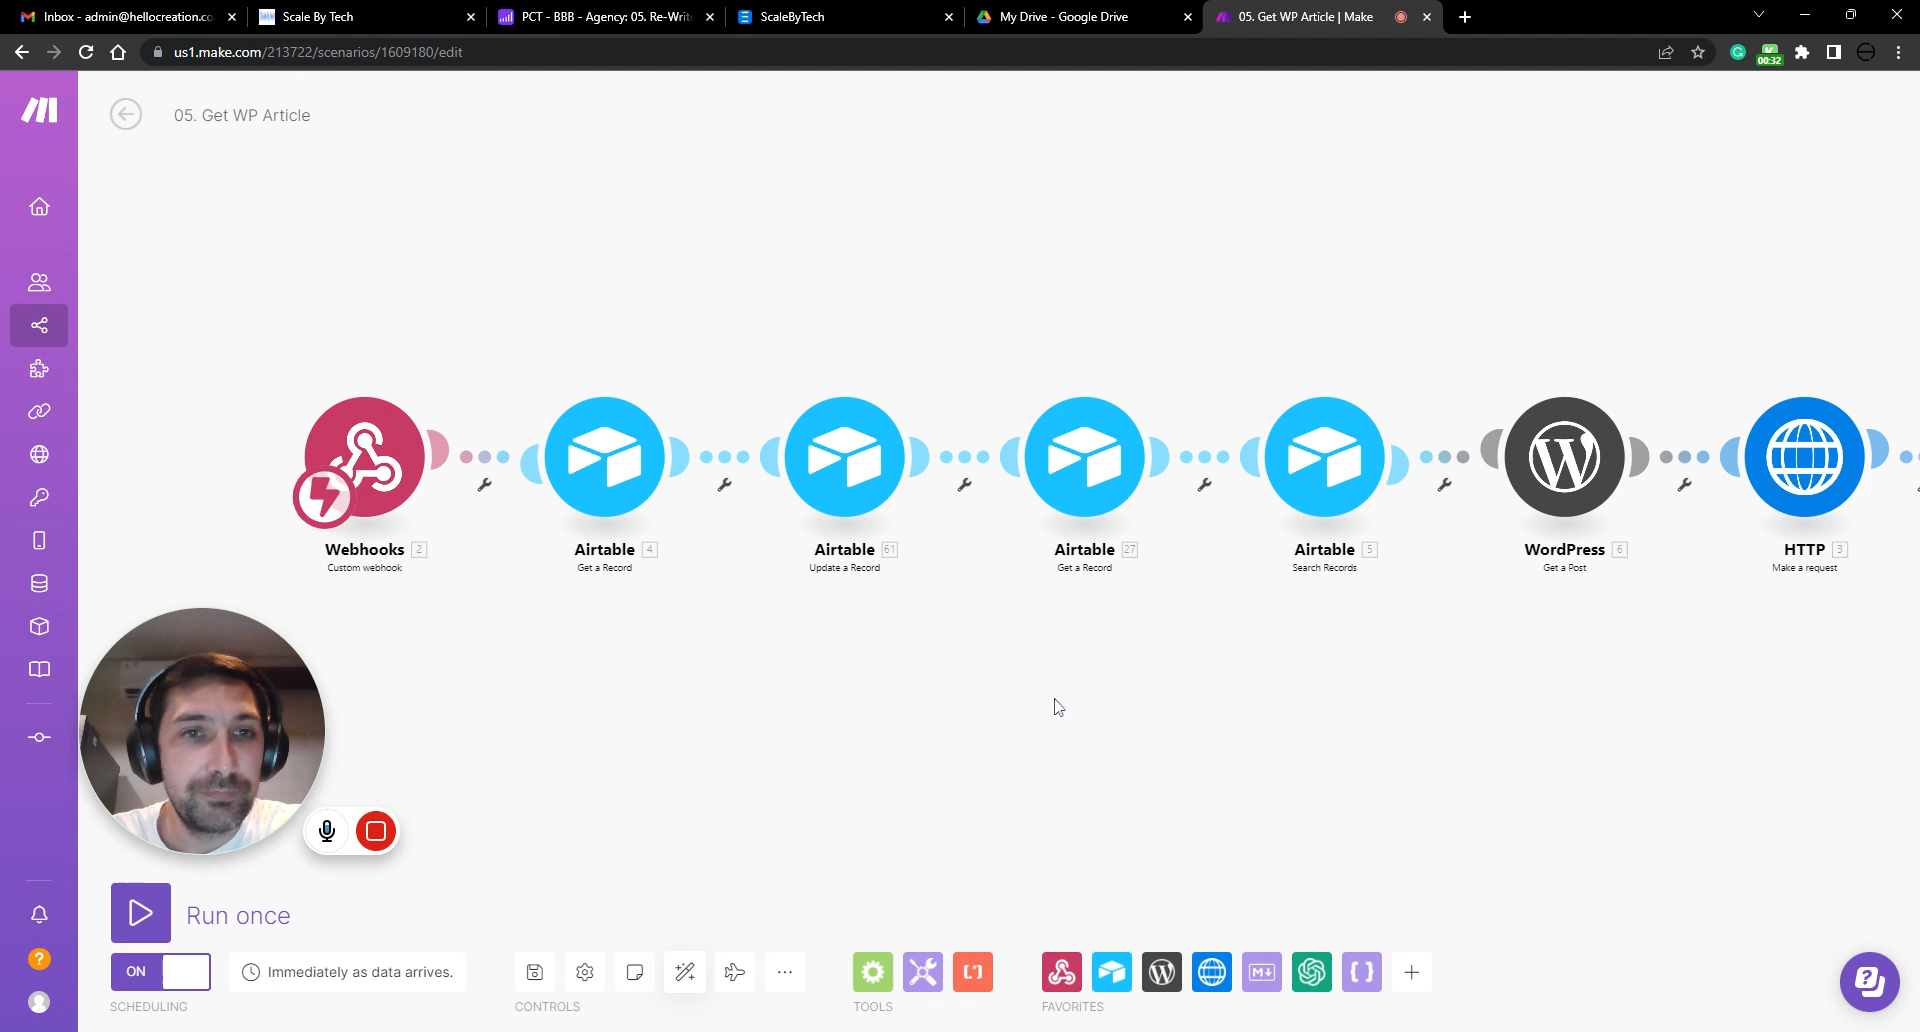 Inbox - admin@hellocreation.co
Scale By Tech
PCT - BBB - Agency: 05. Re-Writ
ScaleByTech
My Drive - Google Drive
05. Get WP Article | Make
us1.make.com/213722/scenarios/1609180/edit
00:32
05. Get WP Article
Webhooks 2
Custom webhook
Airtable 4
Get a Record
Airtable 61
Update a Record
Airtable 27
Get a Record
Airtable 5
Search Records
WordPress 6
Get a Post
HTTP 3
Make a request
Run once
ON
Immediately as data arrives.
SCHEDULING
CONTROLS
TOOLS
FAVORITES